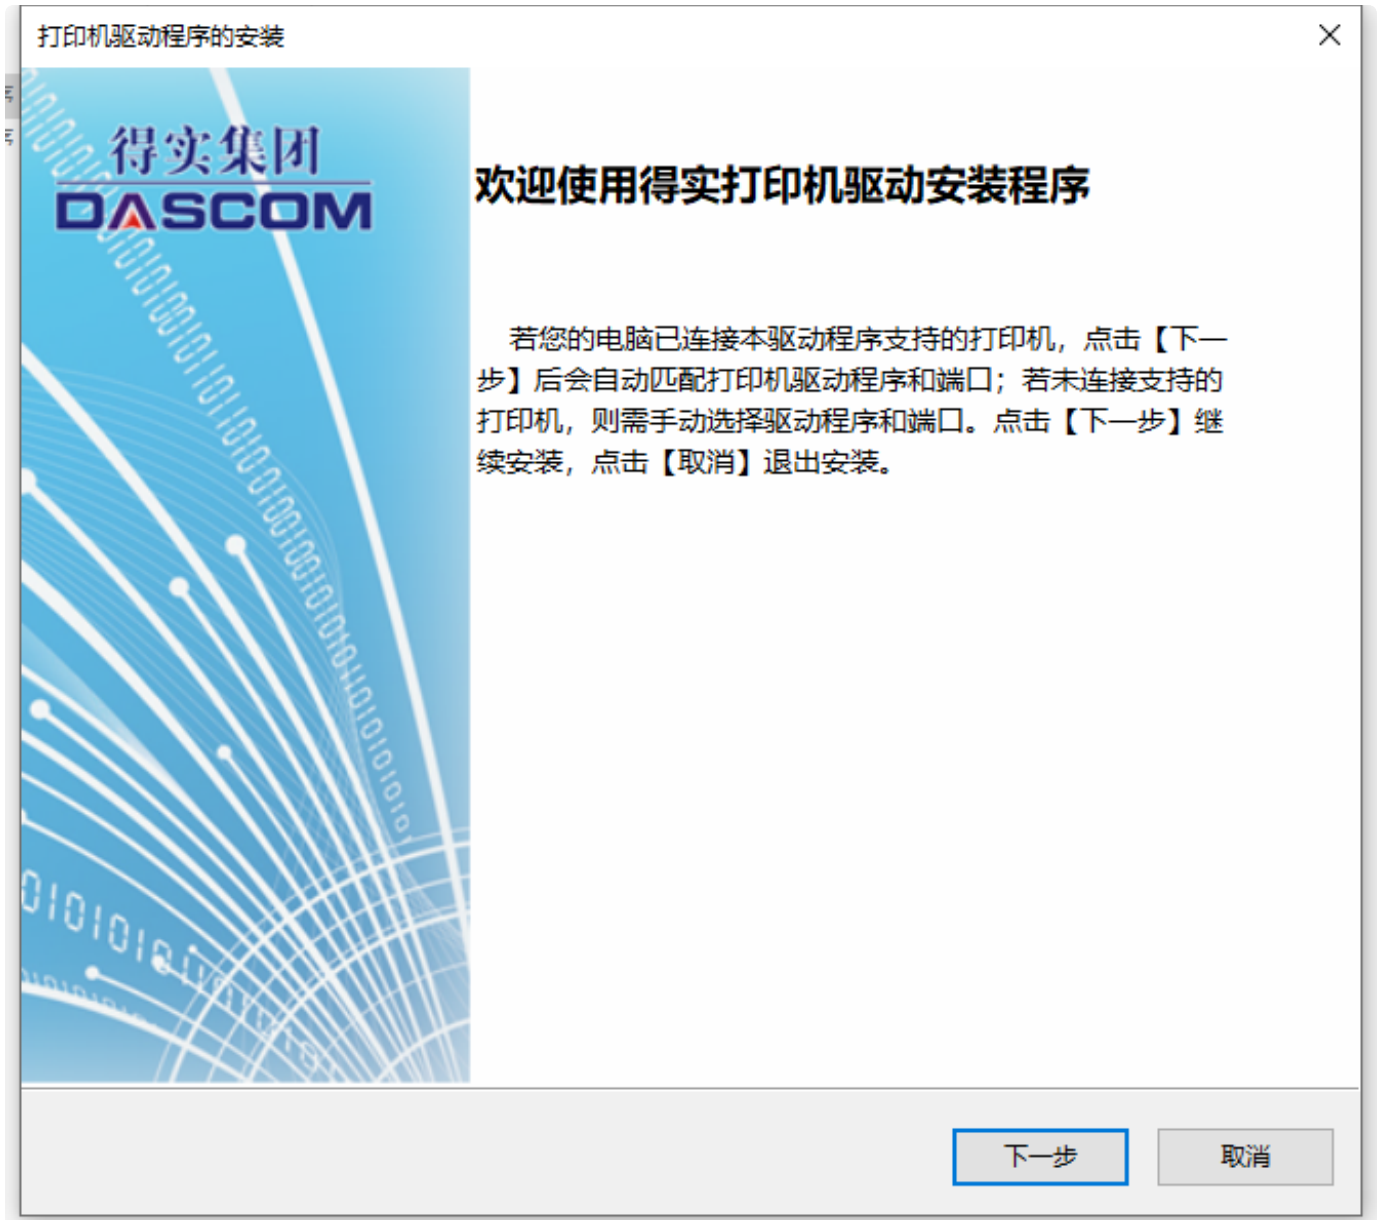 打印机驱动程序的安装
序
序
得实集团
DASCOM
欢迎使用得实打印机驱动安装程序
若您的电脑已连接本驱动程序支持的打印机，点击【下一
步】后会自动匹配打印机驱动程序和端口；若未连接支持的
打印机，则需手动选择驱动程序和端口。点击【下一步】继
续安装，点击【取消】退出安装。
下一步
取消